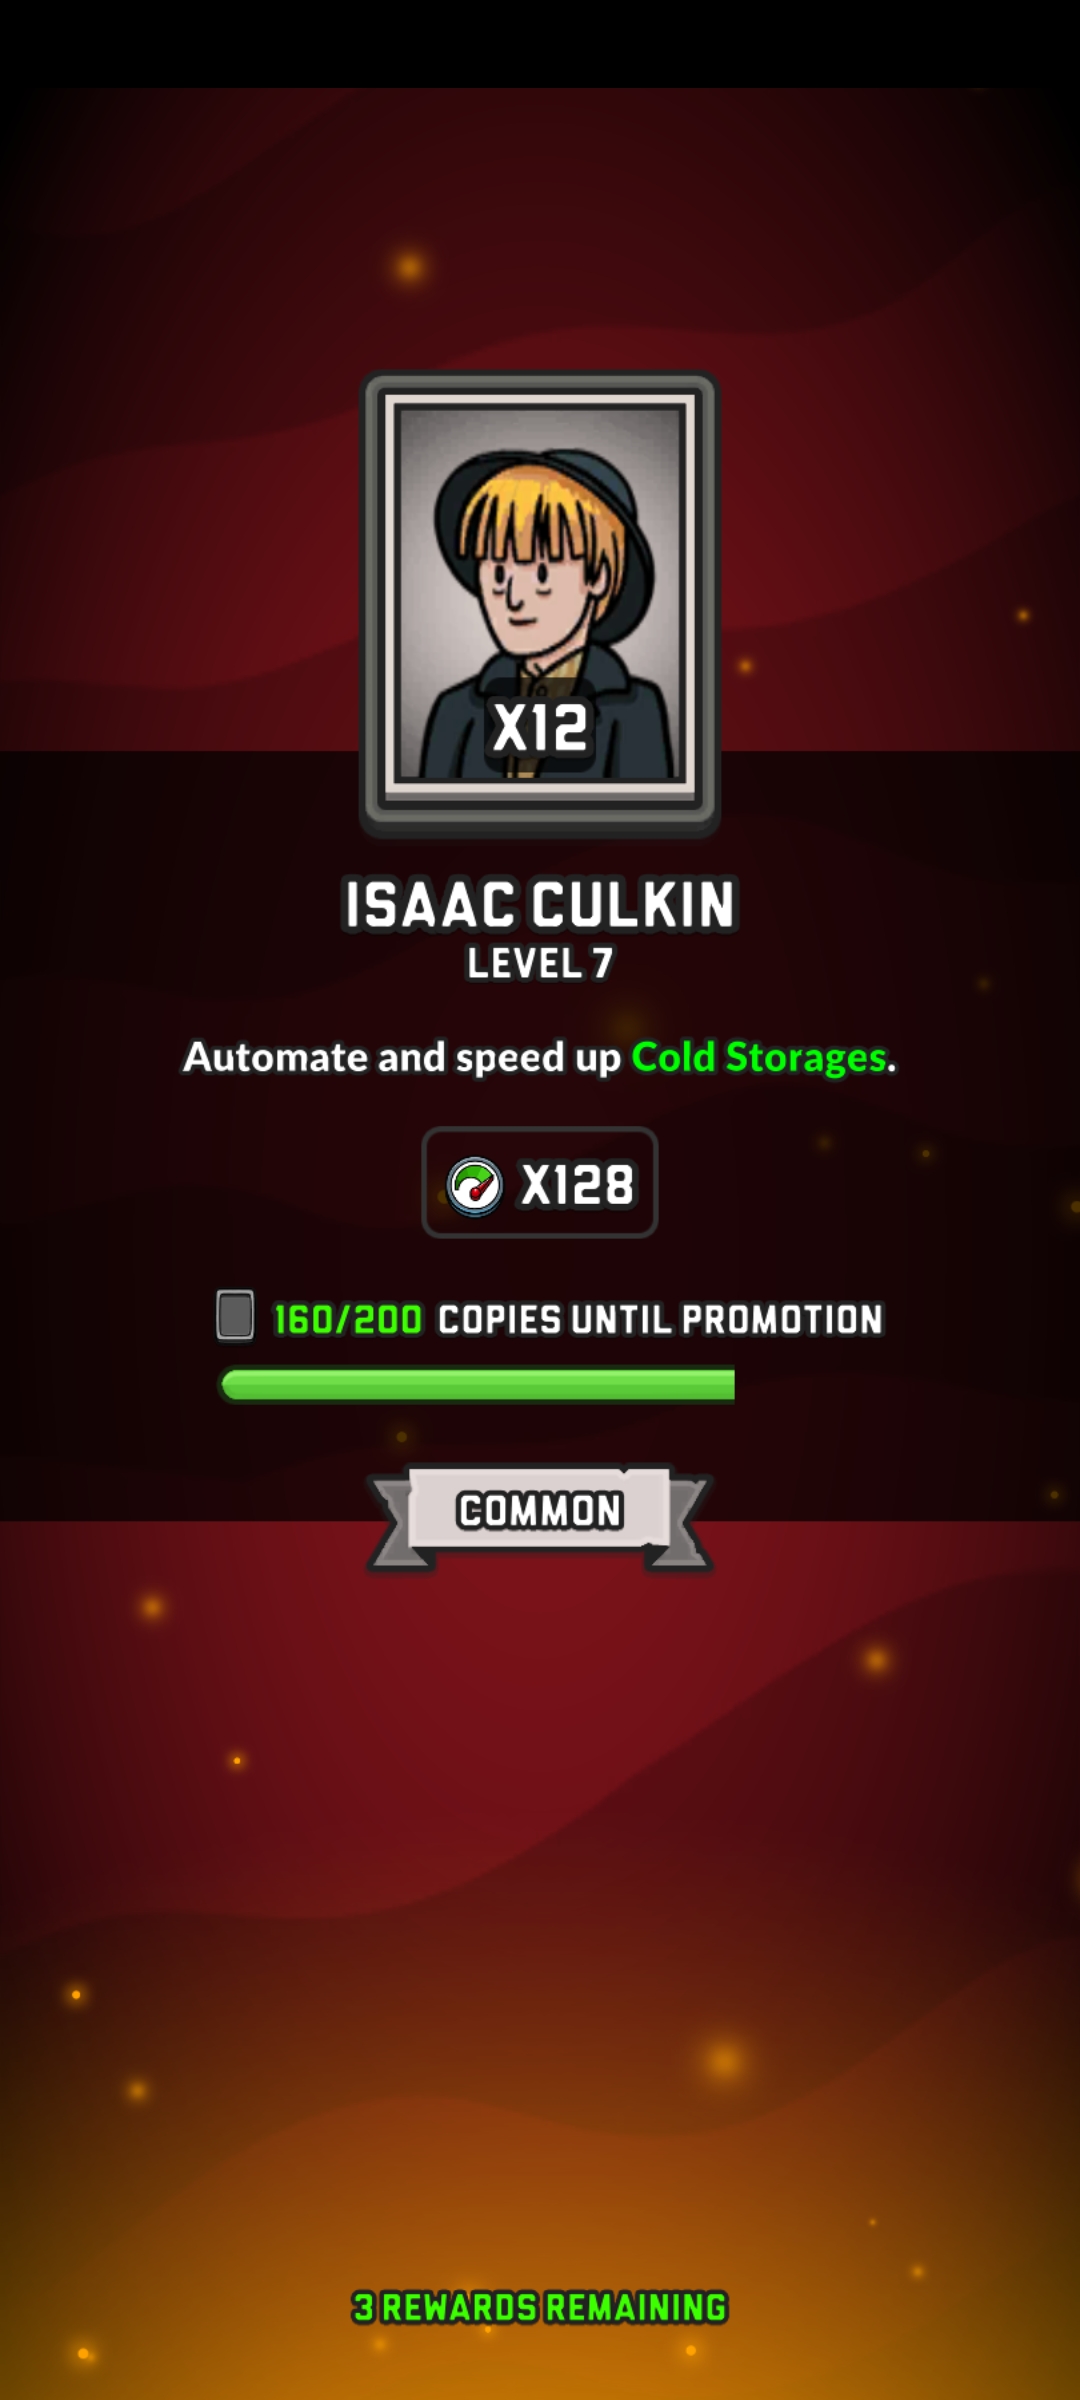 X12
ISAAC CULKIN
LEVEL 7
Automate and speed up Cold Storages.
X128
160/200 COPIES UNTIL PROMOTION
COMMON
3 REWARDS REMAINING